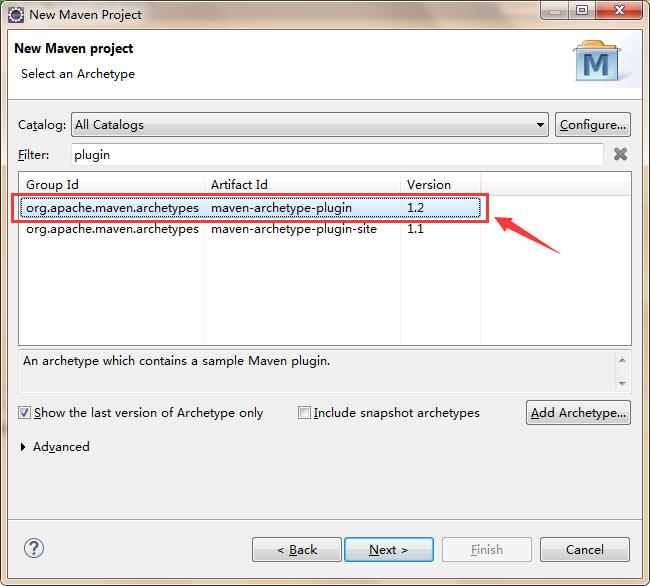 New Maven Project
New Maven project
Select an Archetype
M
Catalog: All Catalogs Configure...
Filter: plugin
Group Id Artifact Id Version
org.apache.maven.archetypes maven-archetype-plugin 1.2
org.apache.maven.archetypes maven-archetype-plugin-site 1.1
An archetype which contains a sample Maven plugin.
Show the last version of Archetype only Include snapshot archetypes Add Archetype...
Advanced
? < Back Next > Finish Cancel